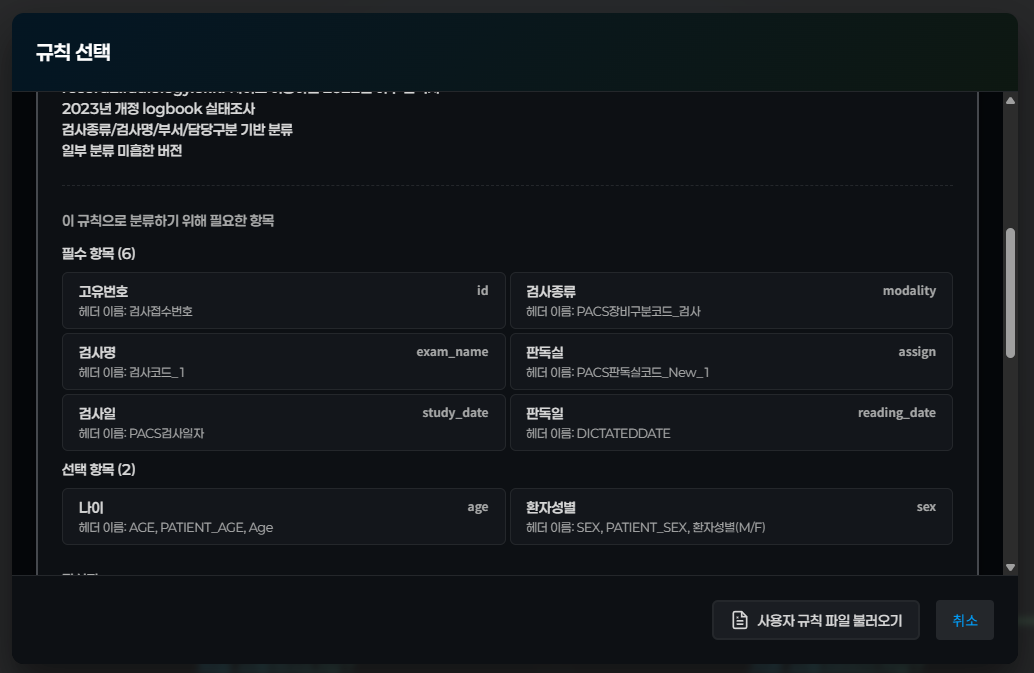 규칙 선택
2023년 개정 logbook 실태조사
검사종류/검사명/부서/담당구분 기반 분류
일부 분류 미흡한 버전
이 규칙으로 분류하기 위해 필요한 항목
필수 항목 (6)
고유번호 id
헤더 이름: 검사접수번호
검사종류 modality
헤더 이름: PACS장비구분코드_검사
검사명 exam_name
헤더 이름: 검사코드_1
판독실 assign
헤더 이름: PACS판독실코드_New_1
검사일 study_date
헤더 이름: PACS검사일자
판독일 reading_date
헤더 이름: DICTATEDDATE
선택 항목 (2)
나이 age
헤더 이름: AGE, PATIENT_AGE, Age
환자성별 sex
헤더 이름: SEX, PATIENT_SEX, 환자성별(M/F)
사용자 규칙 파일 불러오기
취소